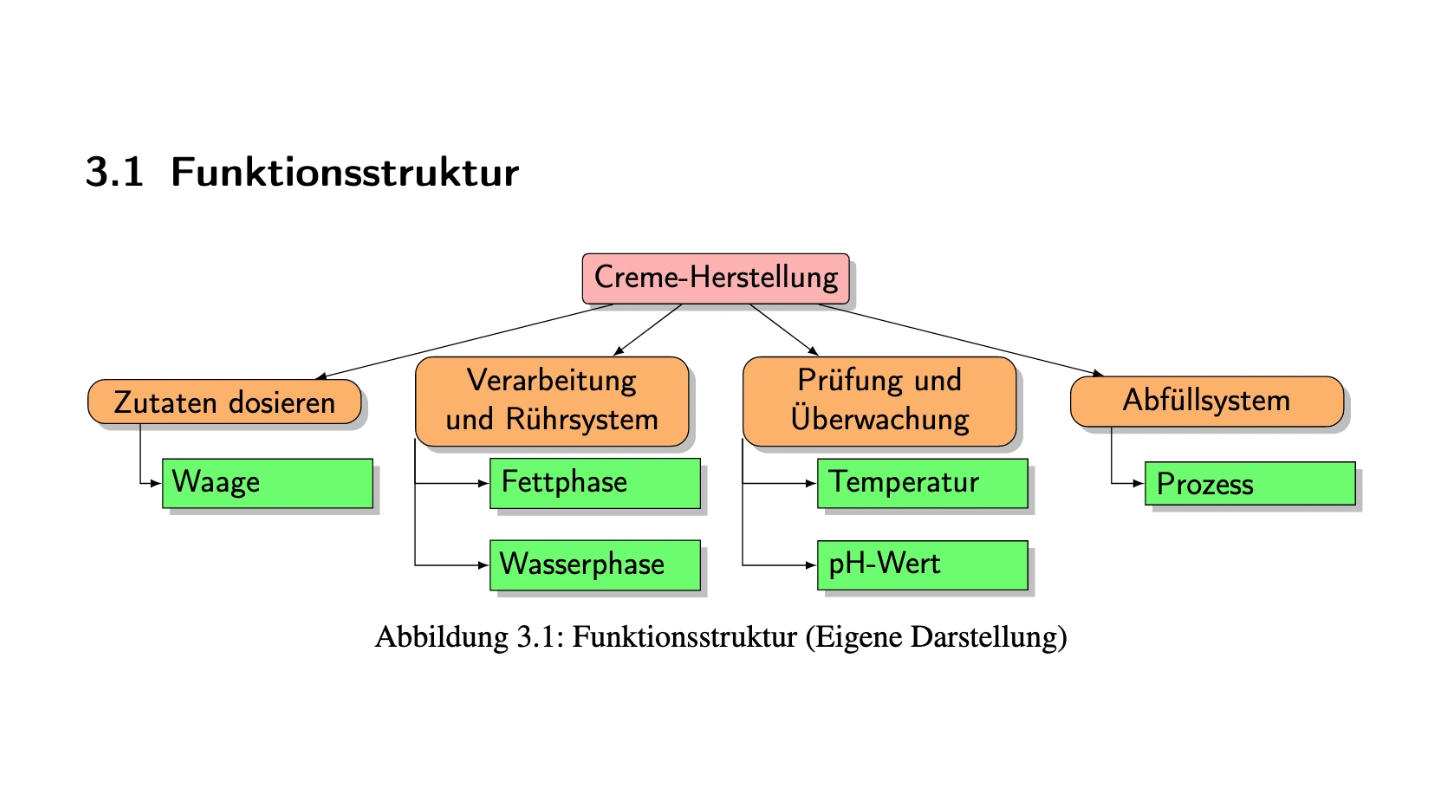 3.1 Funktionsstruktur
Creme-Herstellung
Zutaten dosieren
Waage
Verarbeitung
und Rührsystem
Fettphase
Wasserphase
Prüfung und
Überwachung
Temperatur
pH-Wert
Abfüllsystem
Prozess
Abbildung 3.1: Funktionsstruktur (Eigene Darstellung)